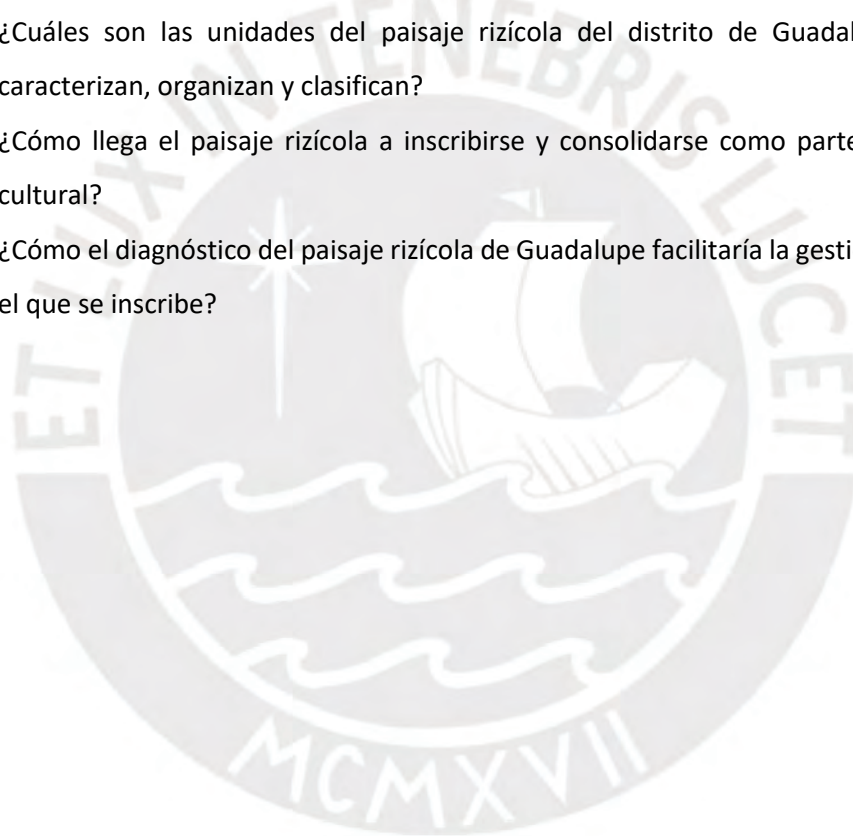 ¿Cuáles son las unidades del paisaje rizícola del distrito de Guadal
caracterizan, organizan y clasifican?
¿Cómo llega el paisaje rizícola a inscribirse y consolidarse como parte
cultural?
¿Cómo el diagnóstico del paisaje rizícola de Guadalupe facilitaría la gesti
el que se inscribe?
ET LUX IN TENEBRIS LUCET
MCMXVII